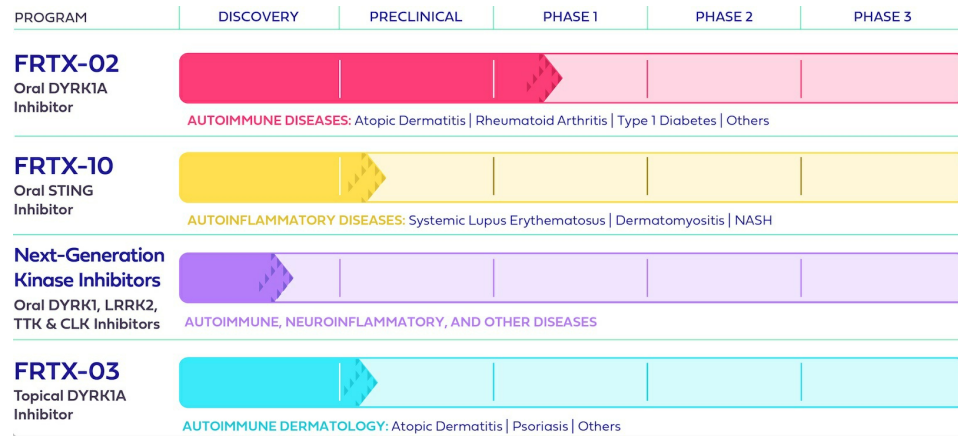 PROGRAM DISCOVERY PRECLINICAL PHASE 1 PHASE 2 PHASE 3
FRTX-02
Oral DYRK1A
Inhibitor
AUTOIMMUNE DISEASES: Atopic Dermatitis | Rheumatoid Arthritis | Type 1 Diabetes | Others
FRTX-10
Oral STING
Inhibitor
AUTOINFLAMMATORY DISEASES: Systemic Lupus Erythematosus | Dermatomyositis | NASH
Next-Generation
Kinase Inhibitors
Oral DYRK1, LRRK2,
TTK & CLK Inhibitors
AUTOIMMUNE, NEUROINFLAMMATORY, AND OTHER DISEASES
FRTX-03
Topical DYRK1A
Inhibitor
AUTOIMMUNE DERMATOLOGY: Atopic Dermatitis | Psoriasis | Others